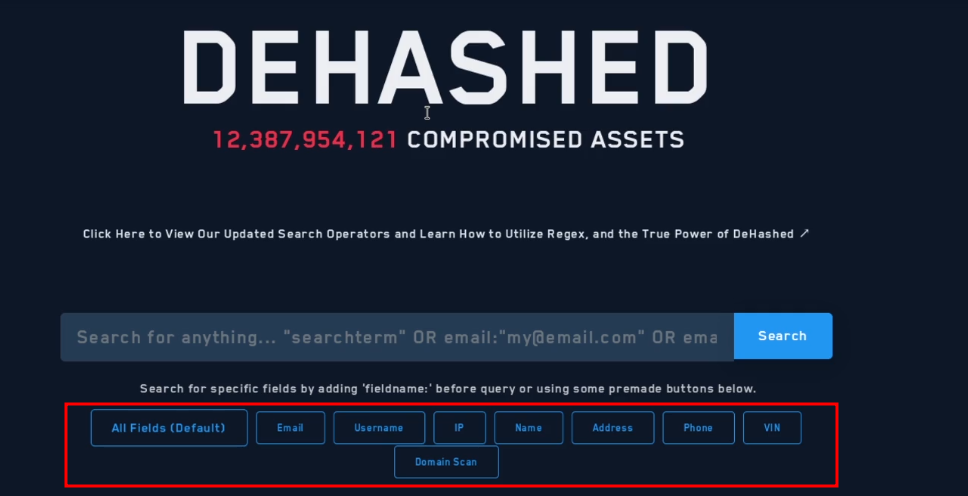 DEHASHED
12,387,954,121 COMPROMISED ASSETS
Click Here to View Our Updated Search Operators and Learn How to Utilize Regex, and the True Power of DeHashed ↗
Search for anything... "searchterm" OR email:"my@email.com" OR ema
Search
Search for specific fields by adding 'fieldname:' before query or using some premade buttons below.
All Fields (Default) Email Username IP Name Address Phone VIN
Domain Scan